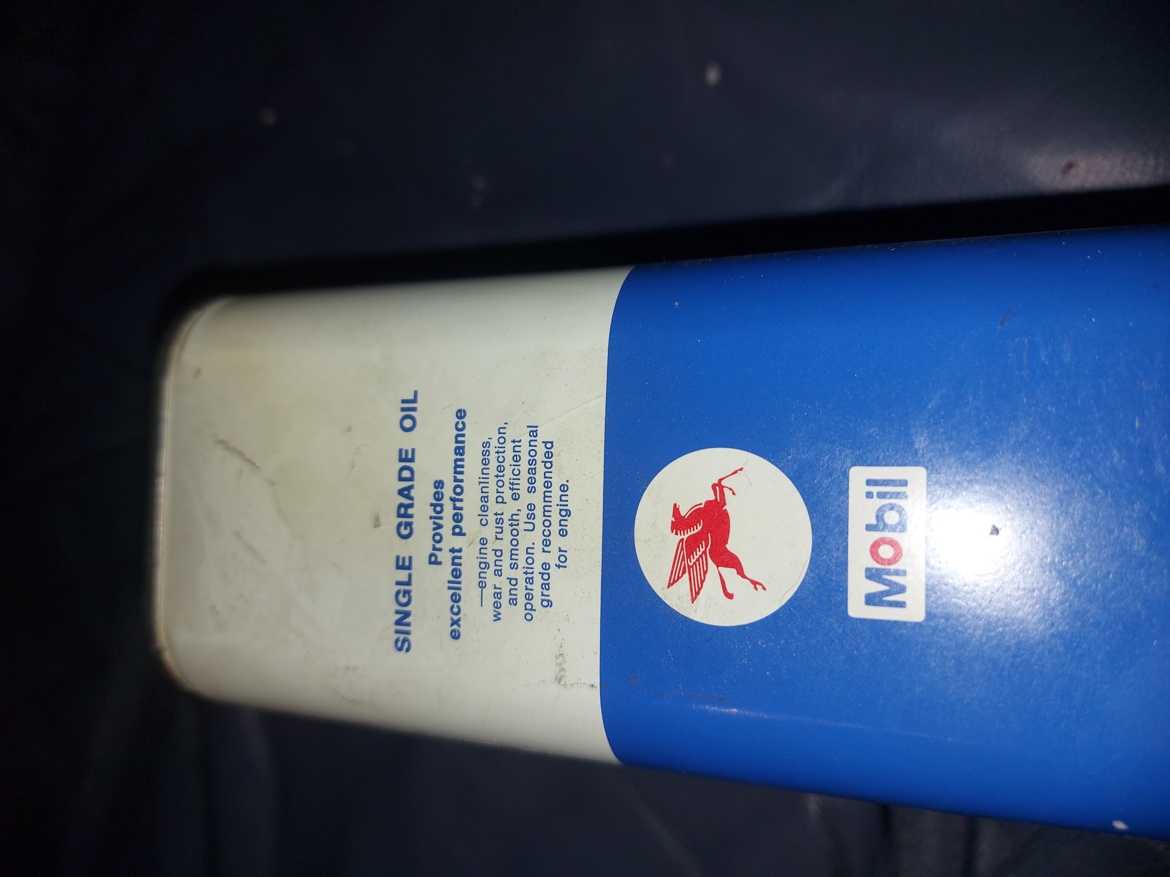 SINGLE GRADE OIL
Provides
excellent performance
—engine cleanliness,
wear and rust protection,
and smooth, efficient
operation. Use seasonal
grade recommended
for engine.
Mobil